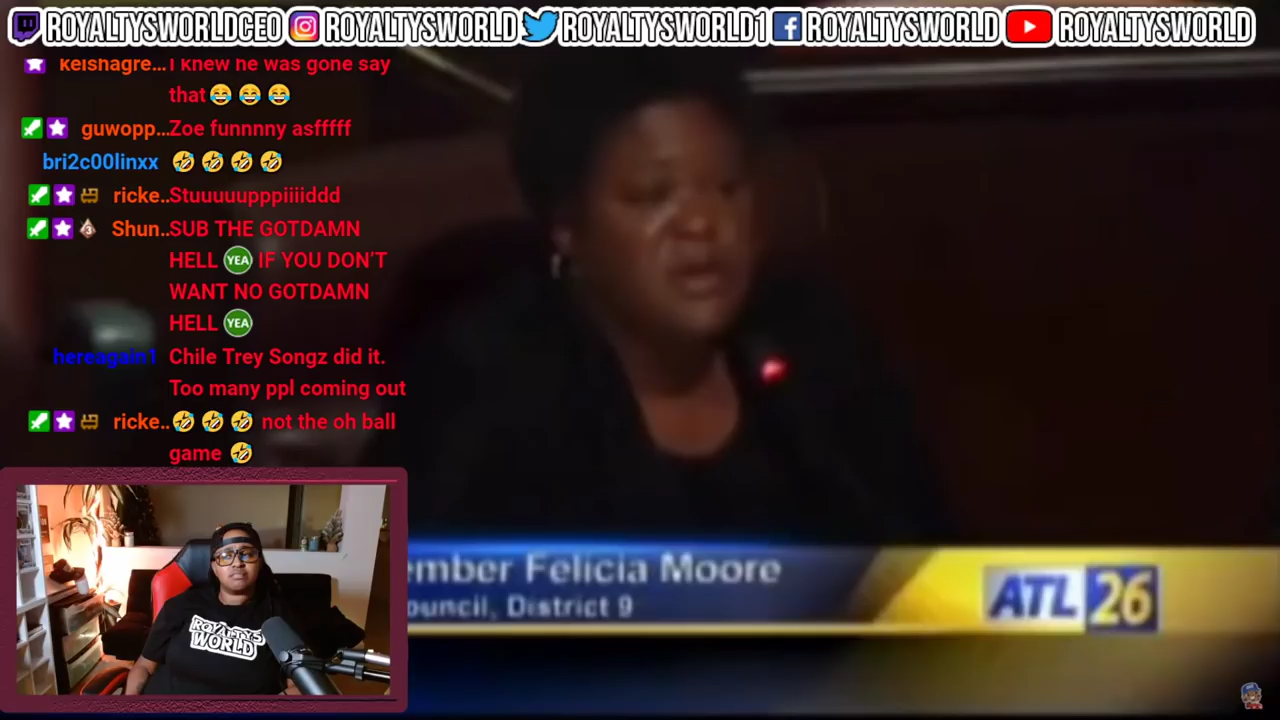 ROYALTYSWORLDCEO ROYALTYSWORLD ROYALTYSWORLD1 ROYALTYSWORLD ROYALTYSWORLD
keishagre... I knew he was gone say
that 😂 😂 😂
guwopp... Zoe funnnny asfffff
bri2c00linxx 🤣 🤣 🤣 🤣
ricke.. Stuuuuupppiiiiddd
Shun.. SUB THE GOTDAMN
HELL YEA IF YOU DON'T
WANT NO GOTDAMN
HELL YEA
hereagain1 Chile Trey Songz did it.
Too many ppl coming out
ricke.. 🤣 🤣 🤣 not the oh ball
game 🤣
ROYALTYS
WORLD
ember Felicia Moore
ouncil, District 9
ATL 26